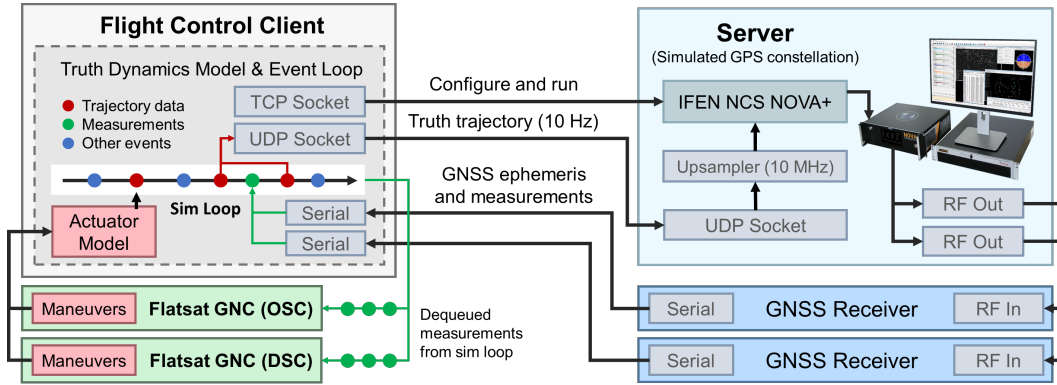 Flight Control Client
Truth Dynamics Model & Event Loop
Trajectory data
Measurements
Other events
TCP Socket
UDP Socket
Sim Loop
Actuator
Model
Serial
Serial
Configure and run
Truth trajectory (10 Hz)
GNSS ephemeris
and measurements
Server
(Simulated GPS constellation)
IFEN NCS NOVA+
Upsampler (10 MHz)
UDP Socket
RF Out
RF Out
Maneuvers
Flatsat GNC (OSC)
Maneuvers
Flatsat GNC (DSC)
Dequeued
measurements
from sim loop
Serial
GNSS Receiver
RF In
Serial
GNSS Receiver
RF In